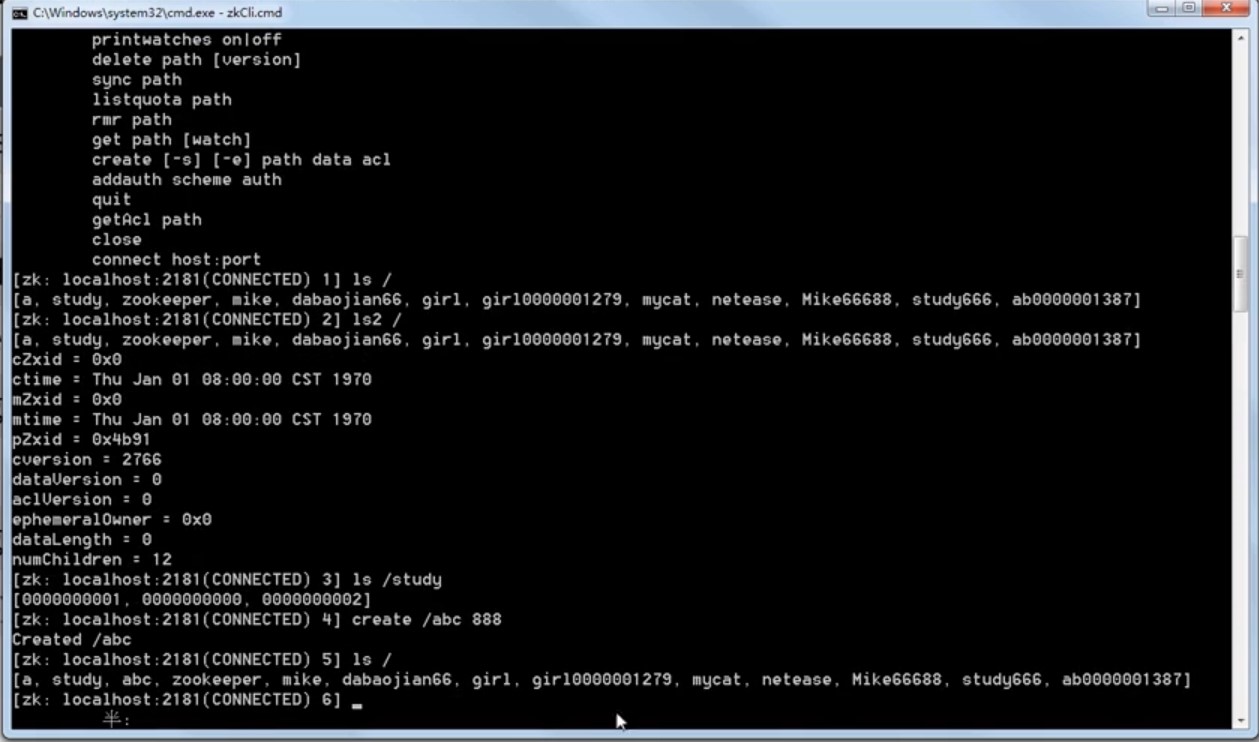 C:\Windows\system32\cmd.exe - zkCli.cmd
printwatches on|off
delete path [version]
sync path
listquota path
rmr path
get path [watch]
create [-s] [-e] path data acl
addauth scheme auth
quit
getAcl path
close
connect host:port
[zk: localhost:2181(CONNECTED) 1] ls /
[a, study, zookeeper, mike, dabaojian66, girl, girl0000001279, mycat, netease, Mike66688, study666, ab0000001387]
[zk: localhost:2181(CONNECTED) 2] ls2 /
[a, study, zookeeper, mike, dabaojian66, girl, girl0000001279, mycat, netease, Mike66688, study666, ab0000001387]
cZxid = 0x0
ctime = Thu Jan 01 08:00:00 CST 1970
mZxid = 0x0
mtime = Thu Jan 01 08:00:00 CST 1970
pZxid = 0x4b91
cversion = 2766
dataVersion = 0
aclVersion = 0
ephemeralOwner = 0x0
dataLength = 0
numChildren = 12
[zk: localhost:2181(CONNECTED) 3] ls /study
[0000000001, 0000000000, 0000000002]
[zk: localhost:2181(CONNECTED) 4] create /abc 888
Created /abc
[zk: localhost:2181(CONNECTED) 5] ls /
[a, study, abc, zookeeper, mike, dabaojian66, girl, girl0000001279, mycat, netease, Mike66688, study666, ab0000001387]
[zk: localhost:2181(CONNECTED) 6] _
半: